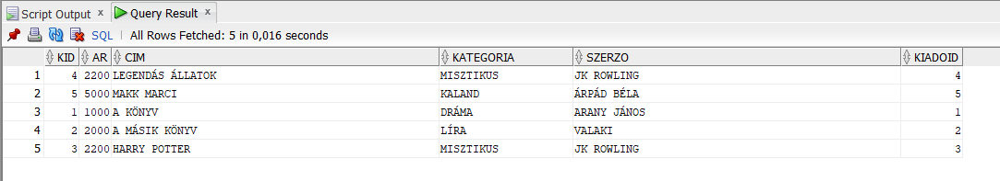 Script Output x Query Result x
SQL | All Rows Fetched: 5 in 0,016 seconds
KID AR CIM KATEGORIA SZERZO KIADOID
1 4 2200 LEGENDÁS ÁLLATOK MISZTIKUS JK ROWLING 4
2 5 5000 MAKK MARCI KALAND ÁRPÁD BÉLA 5
3 1 1000 A KÖNYV DRÁMA ARANY JÁNOS 1
4 2 2000 A MÁSIK KÖNYV LÍRA VALAKI 2
5 3 2200 HARRY POTTER MISZTIKUS JK ROWLING 3